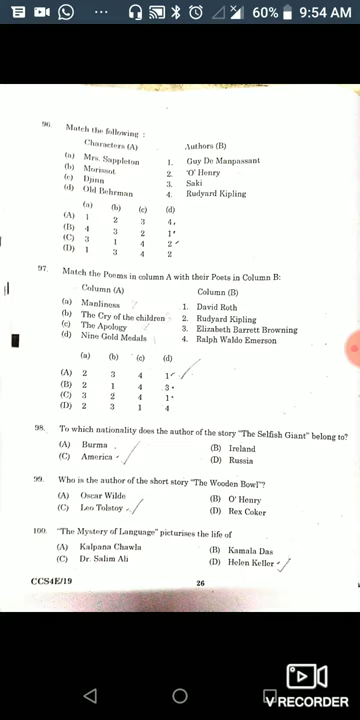 60% 9:54 AM
96. Match the following :
Characters (A) Authors (B)
(a) Mrs. Sappleton 1. Guy De Manpassant
(b) Morissot 2. 'O' Henry
(c) Djinn 3. Saki
(d) Old Behrman 4. Rudyard Kipling
(a) (b) (c) (d)
(A) 1 2 3 4
(B) 4 3 2 1
(C) 3 1 4 2
(D) 1 3 4 2
97. Match the Poems in column A with their Poets in Column B:
Column (A) Column (B)
(a) Manliness 1. David Roth
(b) The Cry of the children 2. Rudyard Kipling
(c) The Apology 3. Elizabeth Barrett Browning
(d) Nine Gold Medals 4. Ralph Waldo Emerson
(a) (b) (c) (d)
(A) 2 3 4 1
(B) 2 1 4 3
(C) 3 2 4 1
(D) 2 3 1 4
98. To which nationality does the author of the story "The Selfish Giant" belong to?
(A) Burma (B) Ireland
(C) America (D) Russia
99. Who is the author of the short story "The Wooden Bowl"?
(A) Oscar Wilde (B) O' Henry
(C) Leo Tolstoy (D) Rex Coker
100. "The Mystery of Language" picturises the life of
(A) Kalpana Chawla (B) Kamala Das
(C) Dr. Salim Ali (D) Helen Keller
CCS4E/19 26
V RECORDER